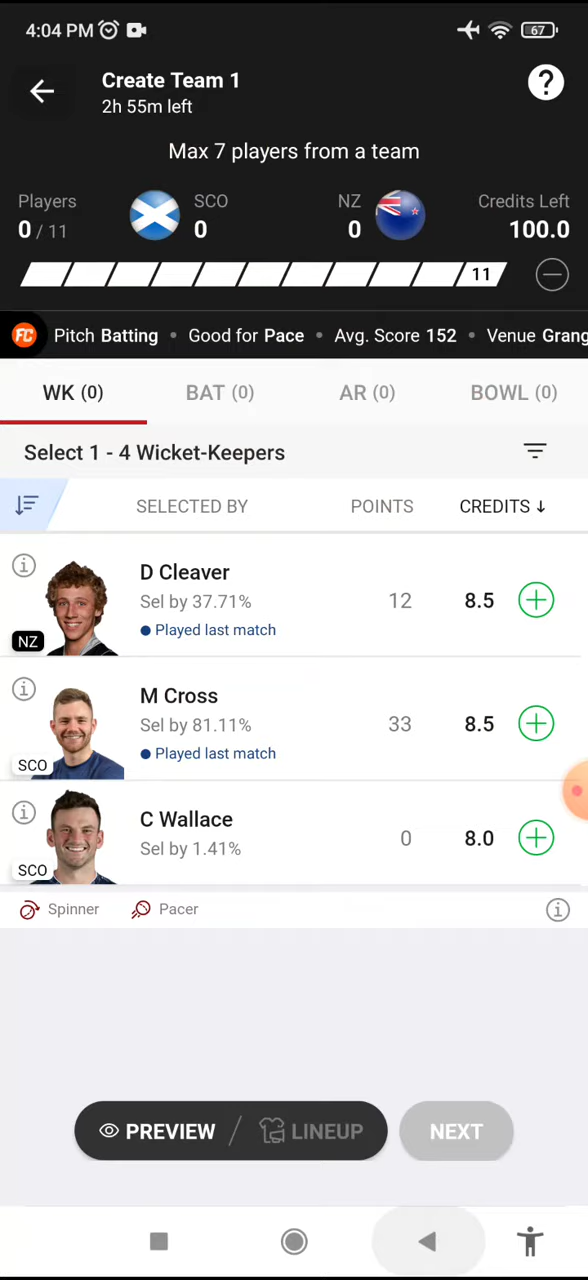 4:04 PM 67
Create Team 1
2h 55m left
?
Max 7 players from a team
Players SCO NZ Credits Left
0 / 11 0 0 100.0
11
FC Pitch Batting • Good for Pace • Avg. Score 152 • Venue Grang
WK (0) BAT (0) AR (0) BOWL (0)
Select 1 - 4 Wicket-Keepers
SELECTED BY POINTS CREDITS ↓
D Cleaver
Sel by 37.71% 12 8.5
NZ • Played last match
M Cross
Sel by 81.11% 33 8.5
SCO • Played last match
C Wallace
Sel by 1.41% 0 8.0
SCO
Spinner Pacer
PREVIEW / LINEUP NEXT